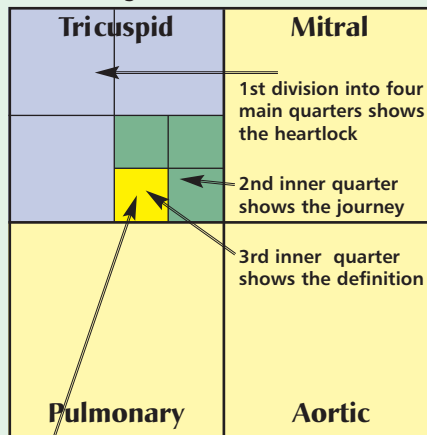 Tricuspid
Mitral
1st division into four
main quarters shows
the heartlock
2nd inner quarter
shows the journey
3rd inner quarter
shows the definition
Pulmonary
Aortic